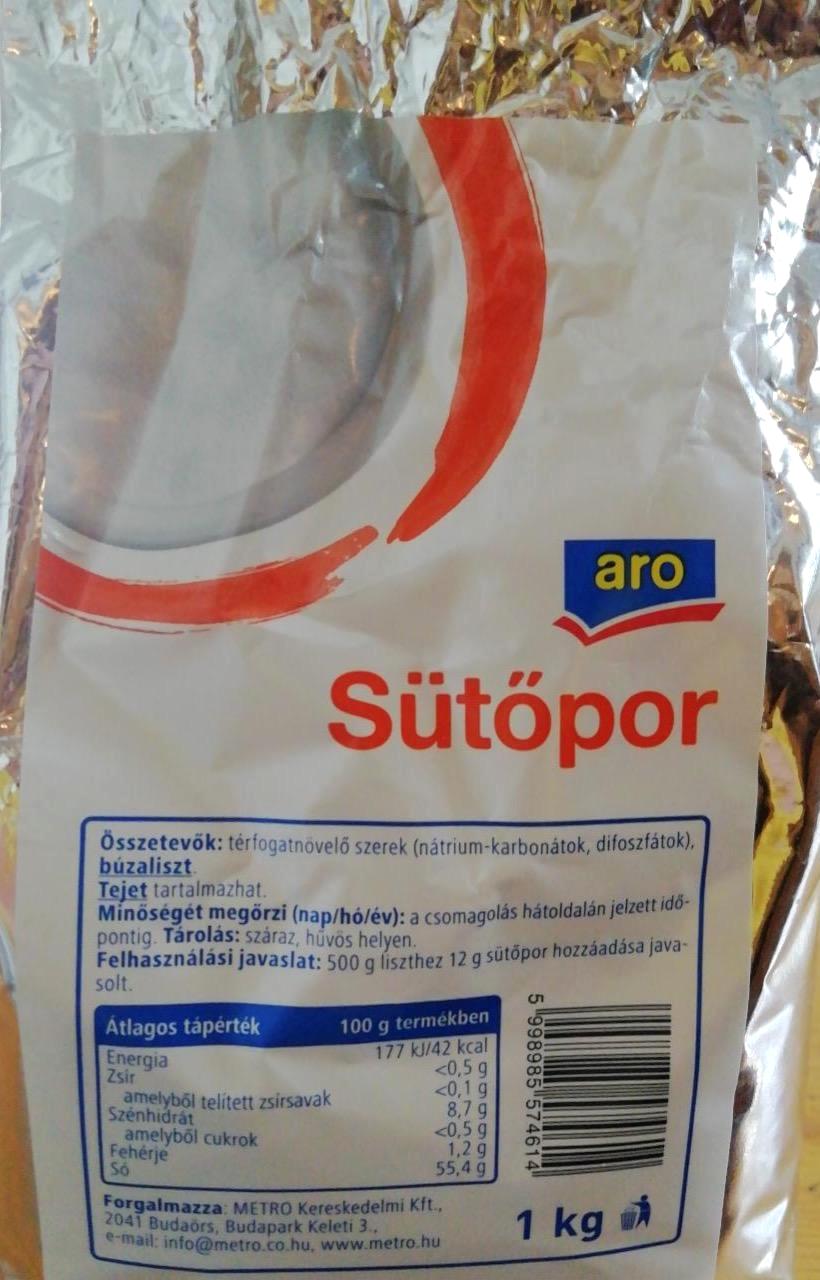 aro
Sütőpor
Összetevők: térfogatnövelő szerek (nátrium-karbonátok, difoszfátok),
búzaliszt.
Tejet tartalmazhat.
Minőségét megőrzi (nap/hó/év): a csomagolás hátoldalán jelzett idő-
pontig. Tárolás: száraz, hűvös helyen.
Felhasználási javaslat: 500 g liszthez 12 g sütőpor hozzáadása java-
solt.
Átlagos tápérték 100 g termékben
Energia 177 kJ/42 kcal
Zsír <0,5 g
amelyből telített zsírsavak <0,1 g
Szénhidrát 8,7 g
amelyből cukrok <0,5 g
Fehérje 1,2 g
Só 55,4 g
5 998985 574614
Forgalmazza: METRO Kereskedelmi Kft.,
2041 Budaörs, Budapark Keleti 3.,
e-mail: info@metro.co.hu, www.metro.hu
1 kg